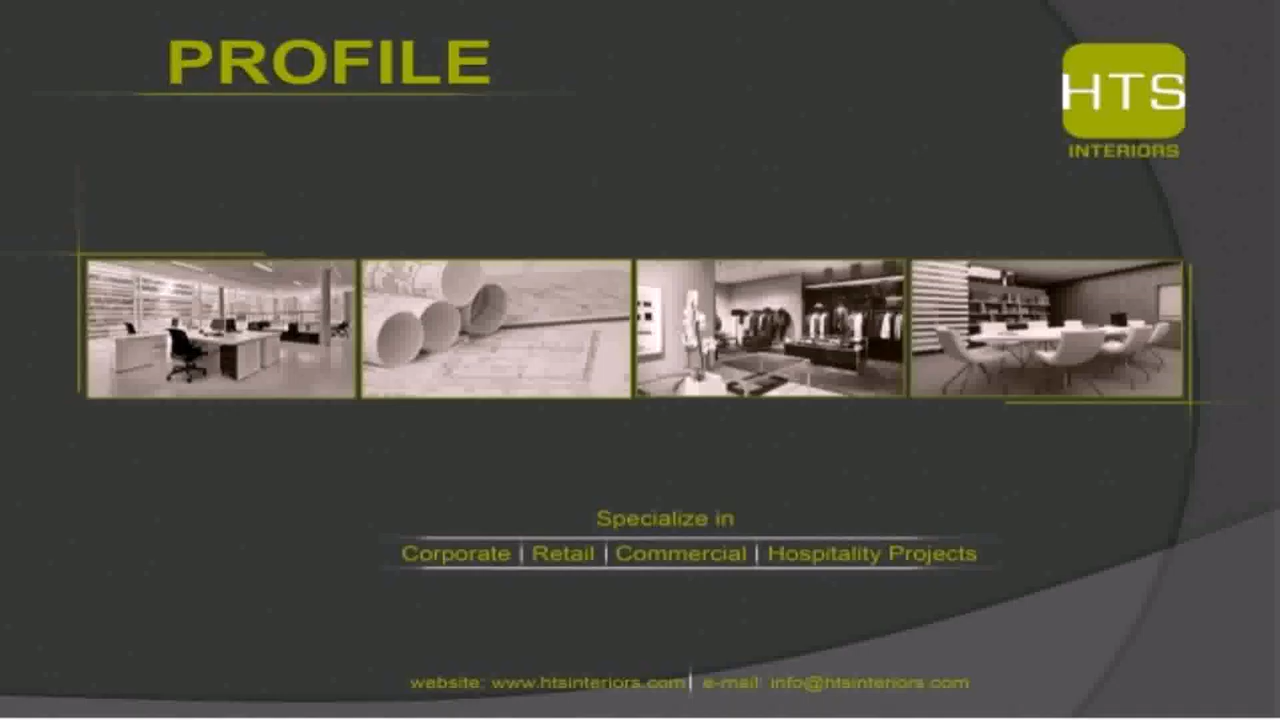 PROFILE
HTS
INTERIORS
Specialize in
Corporate | Retail | Commercial | Hospitality Projects
website: www.htsinteriors.com | e-mail: info@htsinteriors.com